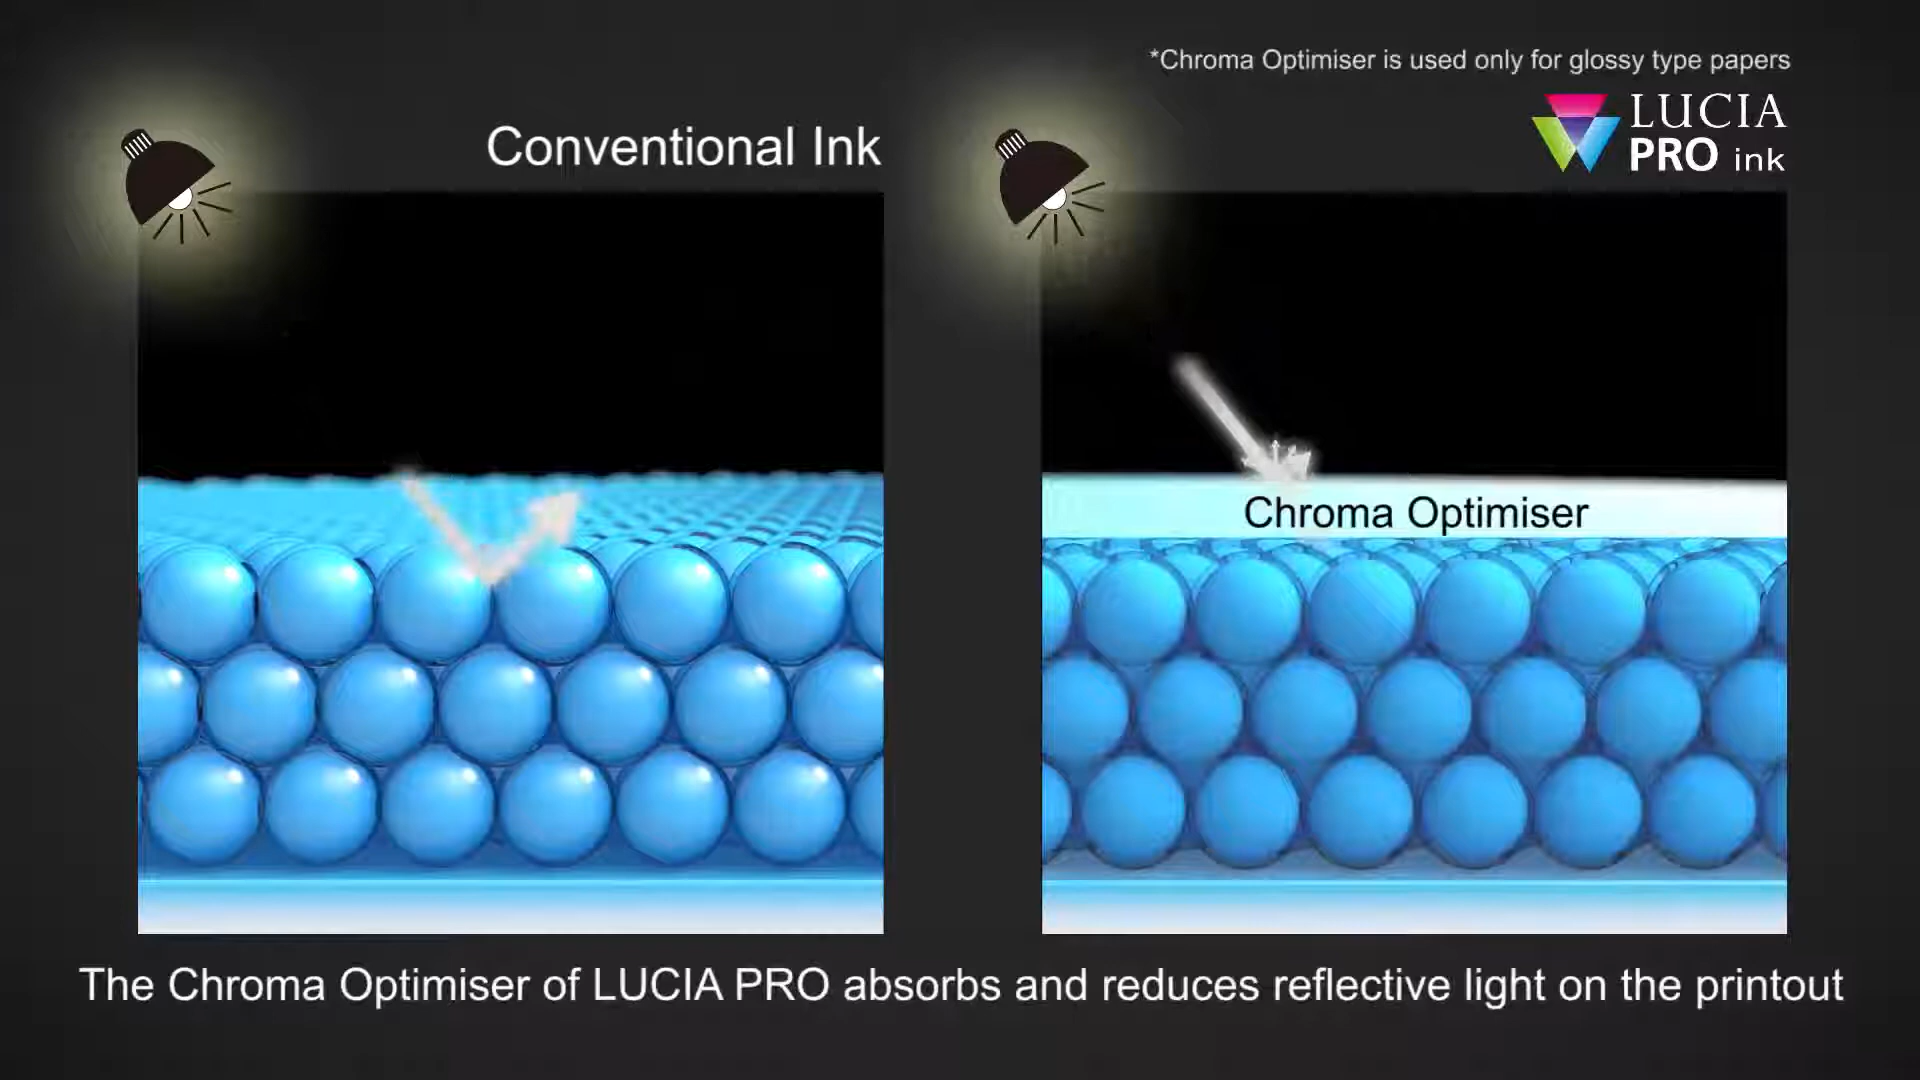 *Chroma Optimiser is used only for glossy type papers
Conventional Ink
LUCIA
PRO ink
Chroma Optimiser
The Chroma Optimiser of LUCIA PRO absorbs and reduces reflective light on the printout